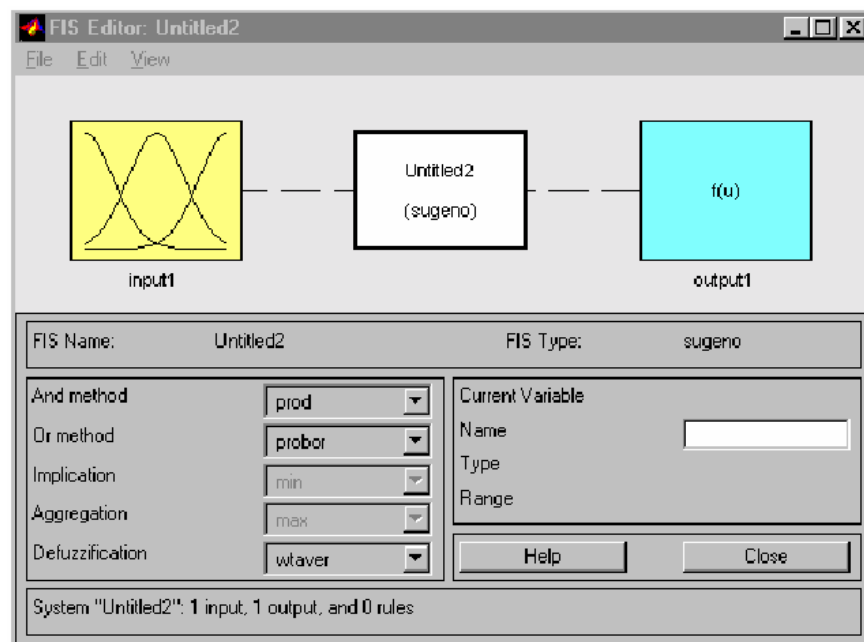 FIS Editor: Untitled2
File Edit View
Untitled2
(sugeno)
f(u)
input1
output1
FIS Name: Untitled2 FIS Type: sugeno
And method prod
Or method probor
Implication min
Aggregation max
Defuzzification wtaver
Current Variable
Name
Type
Range
Help Close
System "Untitled2": 1 input, 1 output, and 0 rules